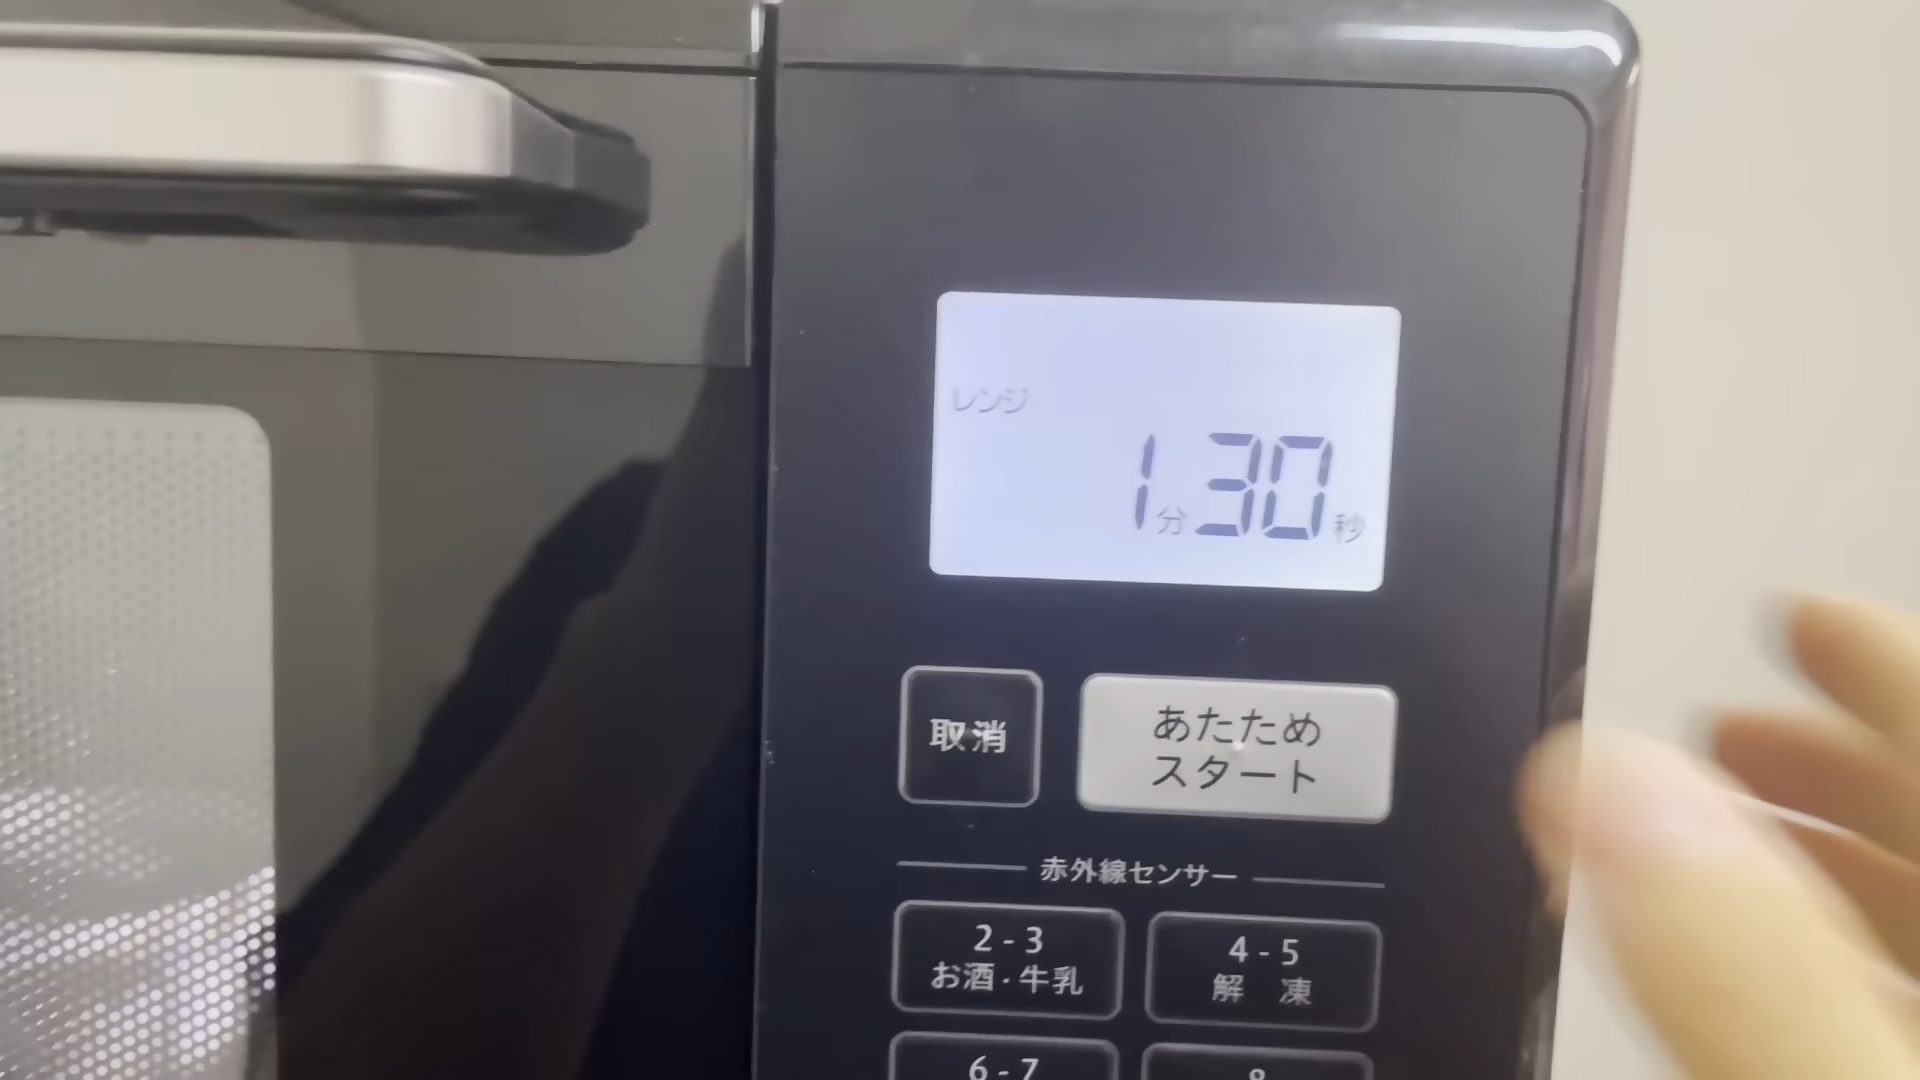 レンジ
1分30秒
取消
あたため
スタート
赤外線センサー
2-3
お酒・牛乳
4-5
解 凍
6-7
8